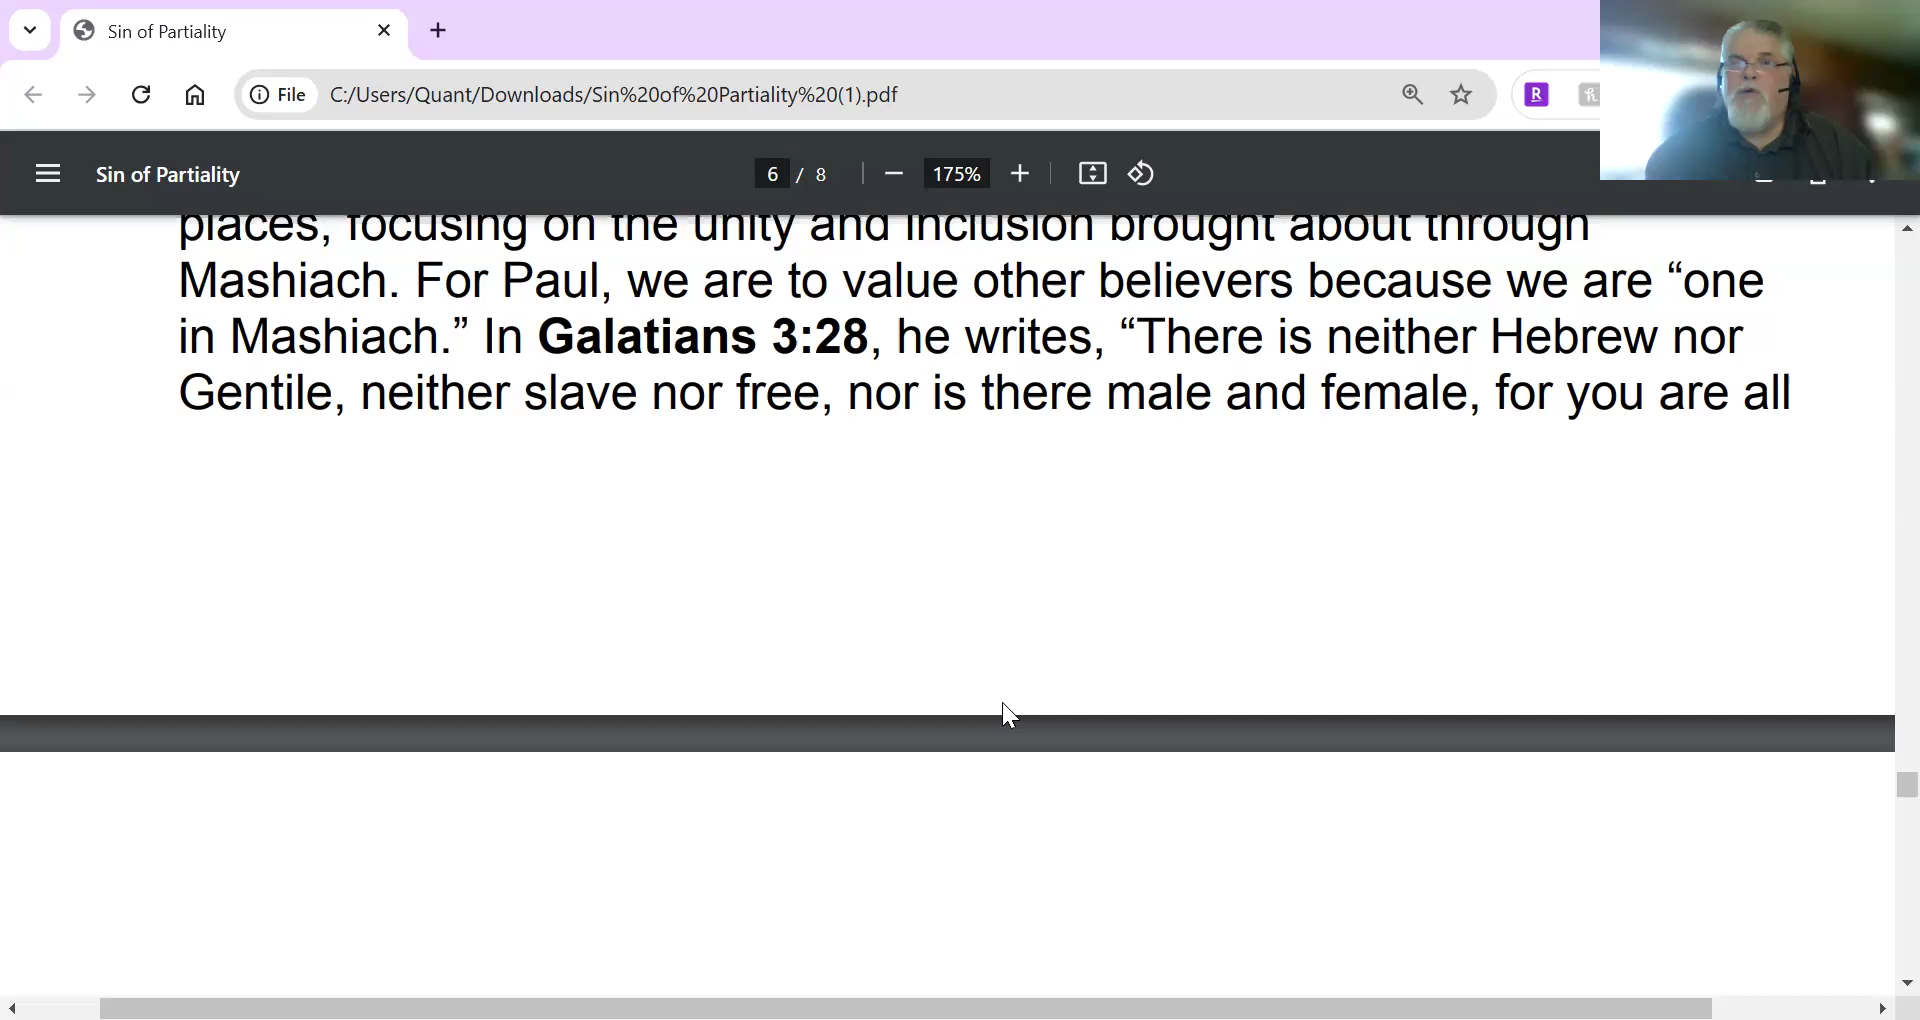 Sin of Partiality
File C:/Users/Quant/Downloads/Sin%20of%20Partiality%20(1).pdf
Sin of Partiality 6 / 8 175%
places, focusing on the unity and inclusion brought about through
Mashiach. For Paul, we are to value other believers because we are “one
in Mashiach.” In Galatians 3:28, he writes, “There is neither Hebrew nor
Gentile, neither slave nor free, nor is there male and female, for you are all